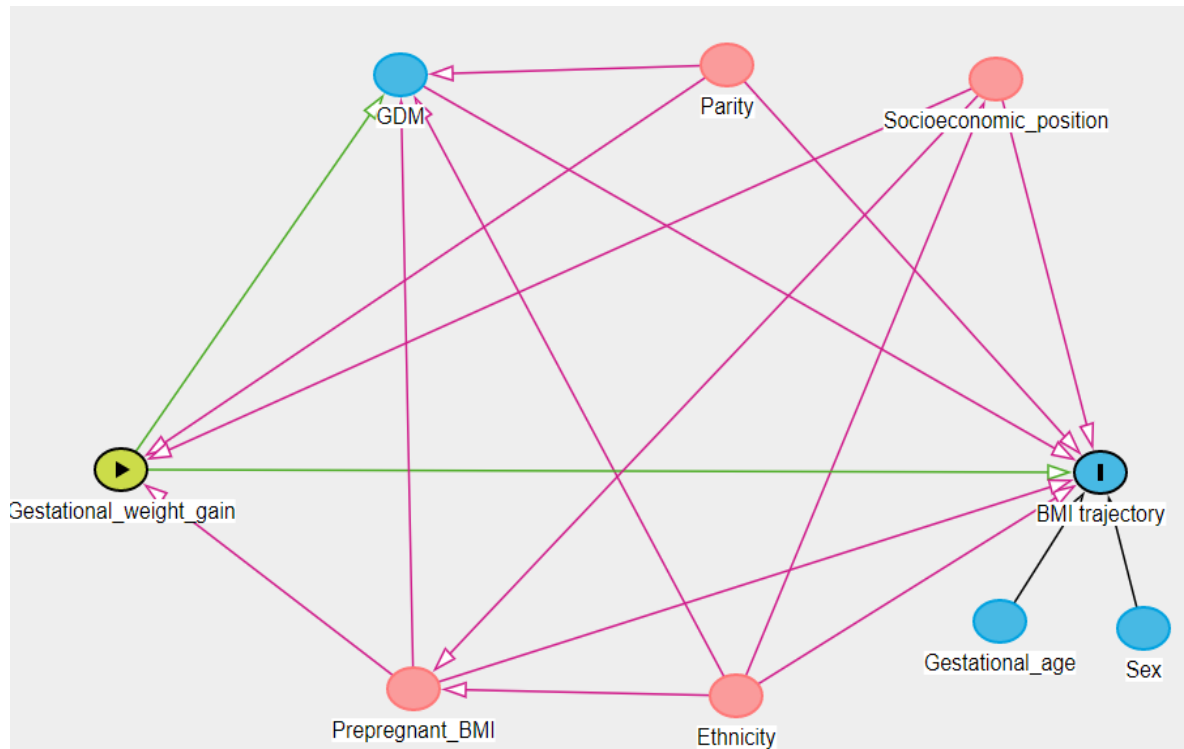 GDM
Parity
Socioeconomic_position
Gestational_weight_gain
BMI trajectory
Gestational_age
Sex
Prepregnant_BMI
Ethnicity